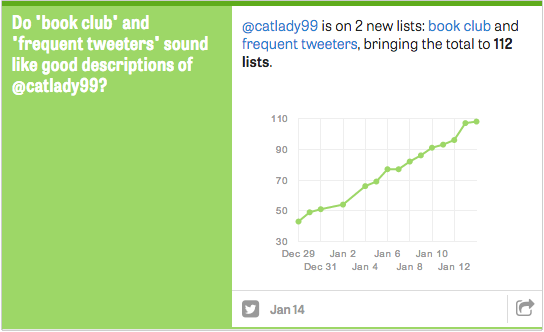 Do 'book club' and
'frequent tweeters' sound
like good descriptions of
@catlady99?
@catlady99 is on 2 new lists: book club and
frequent tweeters, bringing the total to 112
lists.
110
90
70
50
30
Dec 29 Jan 2 Jan 6 Jan 10
Dec 31 Jan 4 Jan 8 Jan 12
Jan 14